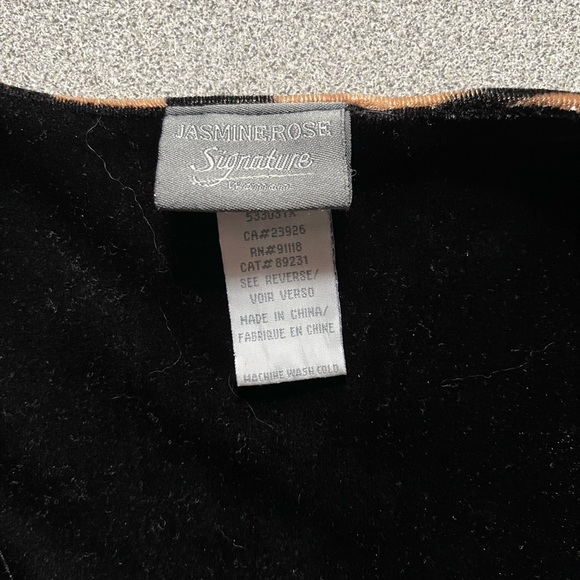 JASMINE ROSE
Signature
CA#23926
RN#91118
CAT# 89231
SEE REVERSE/
VOIR VERSO
MADE IN CHINA/
FABRIQUE EN CHINE
MACHINE WASH COLD